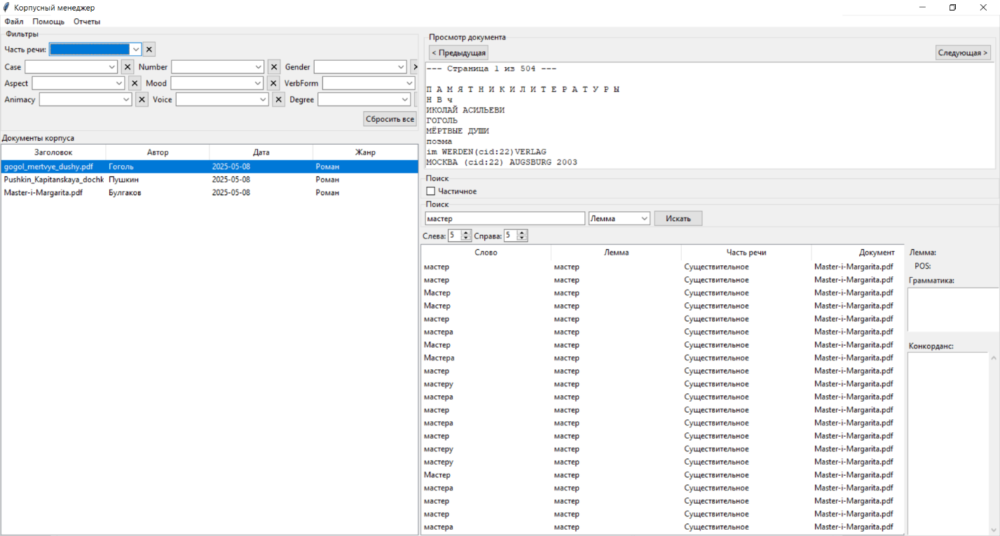 Корпусный менеджер
Файл Помощь Отчеты
Фильтры
Часть речи:
Case Number Gender
Aspect Mood VerbForm
Animacy Voice Degree
Сбросить все
Документы корпуса
Заголовок Автор Дата Жанр
gogol_mertvye_dushy.pdf Гоголь 2025-05-08 Роман
Pushkin_Kapitanskaya_dochk Пушкин 2025-05-08 Роман
Master-i-Margarita.pdf Булгаков 2025-05-08 Роман
Просмотр документа
< Предыдущая Следующая >
--- Страница 1 из 504 ---
П А М Я Т Н И К И Л И Т Е Р А Т У Р Ы
Н В ч
ИКОЛАЙ АСИЛЬЕВИ
ГОГОЛЬ
МЁРТВЫЕ ДУШИ
поэма
im WERDEN(cid:22)VERLAG
МОСКВА (cid:22) AUGSBURG 2003
Поиск
Частичное
Поиск
мастер Лемма Искать
Слева: 5 Справа: 5
Слово Лемма Часть речи Документ
мастер мастер Существительное Master-i-Margarita.pdf
мастер мастер Существительное Master-i-Margarita.pdf
Мастер мастер Существительное Master-i-Margarita.pdf
Мастер мастер Существительное Master-i-Margarita.pdf
мастер мастер Существительное Master-i-Margarita.pdf
мастера мастер Существительное Master-i-Margarita.pdf
Мастер мастер Существительное Master-i-Margarita.pdf
Мастера мастер Существительное Master-i-Margarita.pdf
мастер мастер Существительное Master-i-Margarita.pdf
мастеру мастер Существительное Master-i-Margarita.pdf
мастера мастер Существительное Master-i-Margarita.pdf
мастер мастер Существительное Master-i-Margarita.pdf
мастера мастер Существительное Master-i-Margarita.pdf
мастер мастер Существительное Master-i-Margarita.pdf
мастеру мастер Существительное Master-i-Margarita.pdf
мастеру мастер Существительное Master-i-Margarita.pdf
Мастер мастер Существительное Master-i-Margarita.pdf
мастера мастер Существительное Master-i-Margarita.pdf
мастер мастер Существительное Master-i-Margarita.pdf
мастер мастер Существительное Master-i-Margarita.pdf
мастера мастер Существительное Master-i-Margarita.pdf
Лемма:
POS:
Грамматика:
Конкорданс: